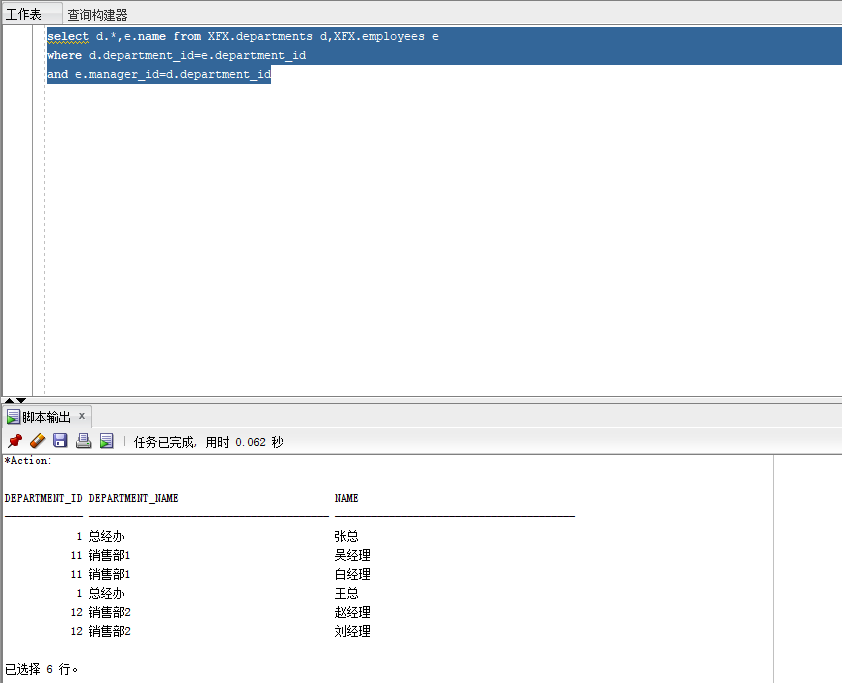 工作表 查询构建器
select d.*,e.name from XFX.departments d,XFX.employees e
where d.department_id=e.department_id
and e.manager_id=d.department_id
脚本输出 x
任务已完成, 用时 0.062 秒
*Action:
DEPARTMENT_ID DEPARTMENT_NAME NAME
1 总经办 张总
11 销售部1 吴经理
11 销售部1 白经理
1 总经办 王总
12 销售部2 赵经理
12 销售部2 刘经理
已选择 6 行。